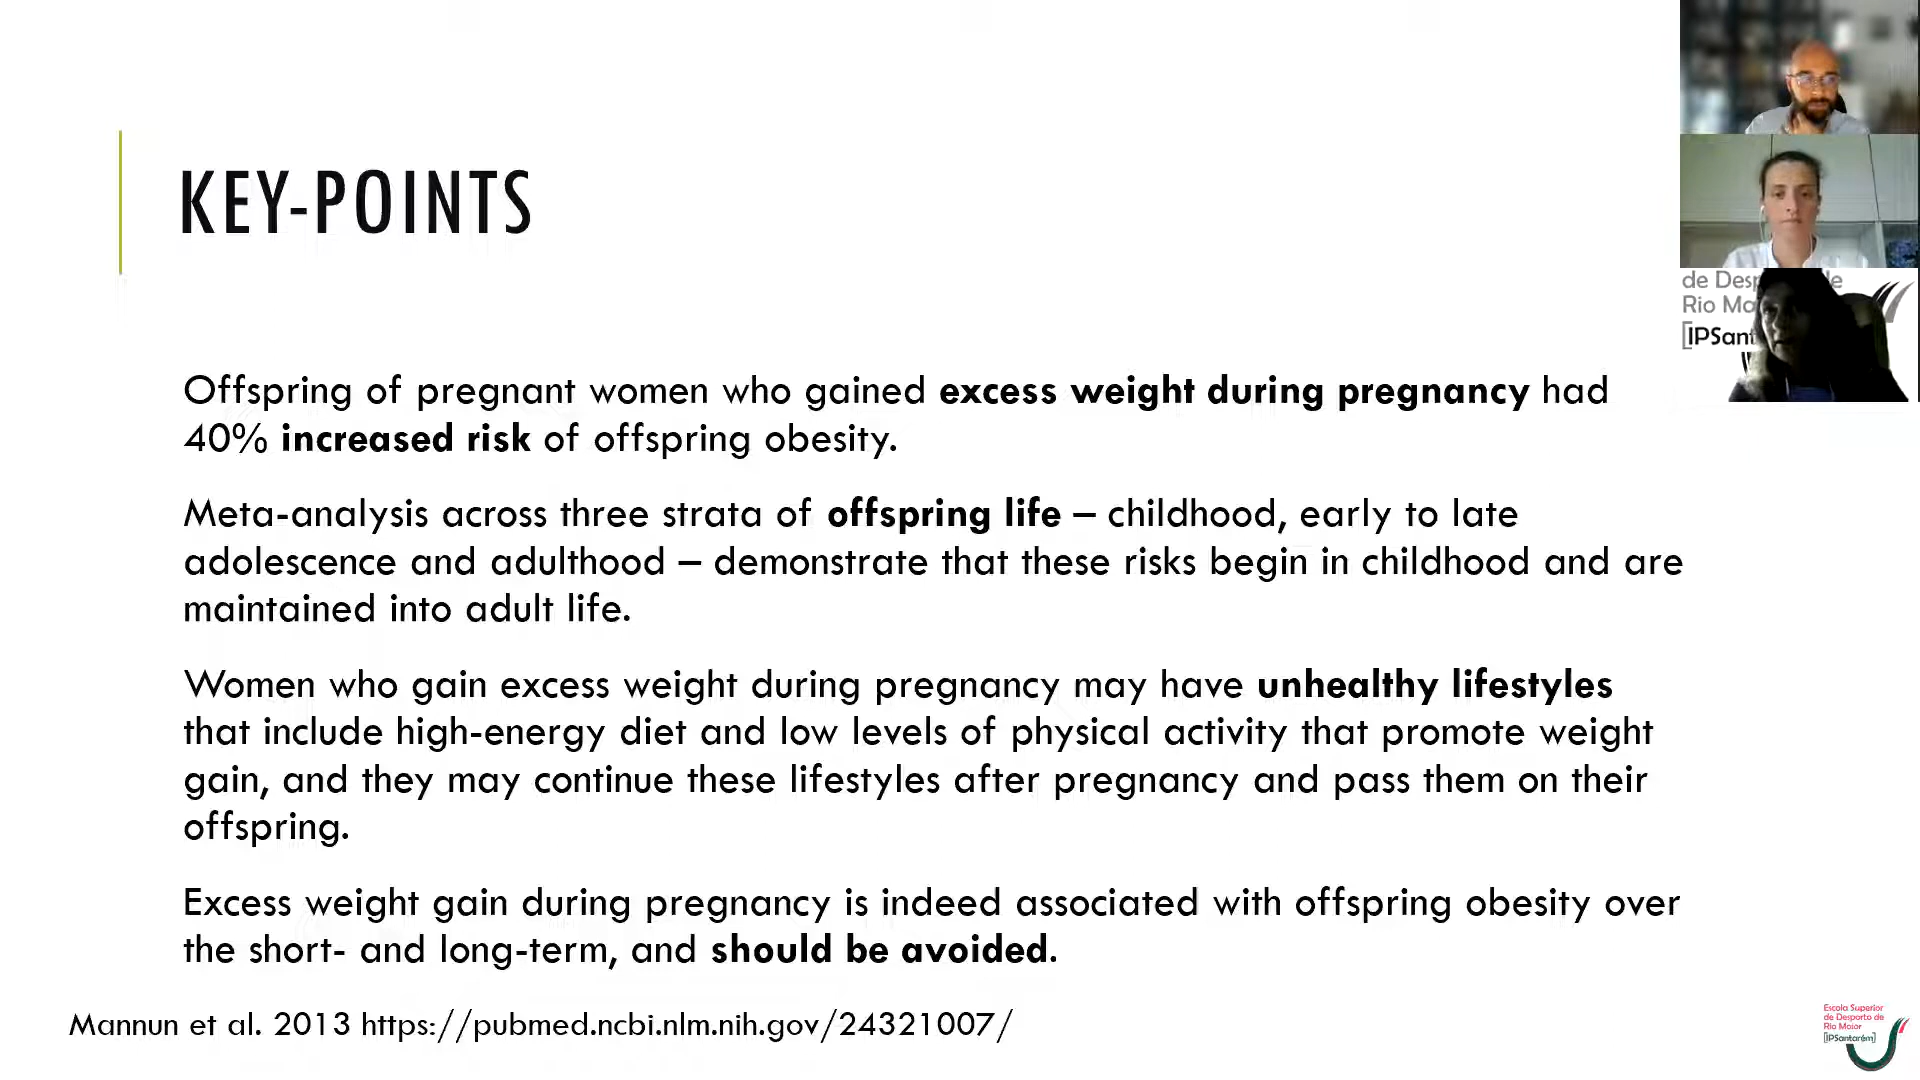 KEY-POINTS
Offspring of pregnant women who gained excess weight during pregnancy had
40% increased risk of offspring obesity.
Meta-analysis across three strata of offspring life – childhood, early to late
adolescence and adulthood – demonstrate that these risks begin in childhood and are
maintained into adult life.
Women who gain excess weight during pregnancy may have unhealthy lifestyles
that include high-energy diet and low levels of physical activity that promote weight
gain, and they may continue these lifestyles after pregnancy and pass them on their
offspring.
Excess weight gain during pregnancy is indeed associated with offspring obesity over
the short- and long-term, and should be avoided.
Mannun et al. 2013 https://pubmed.ncbi.nlm.nih.gov/24321007/
de Desp e
Rio Ma
[IPSant
Escola Superior
de Desporto de
Rio Maior
[IPSantarém]